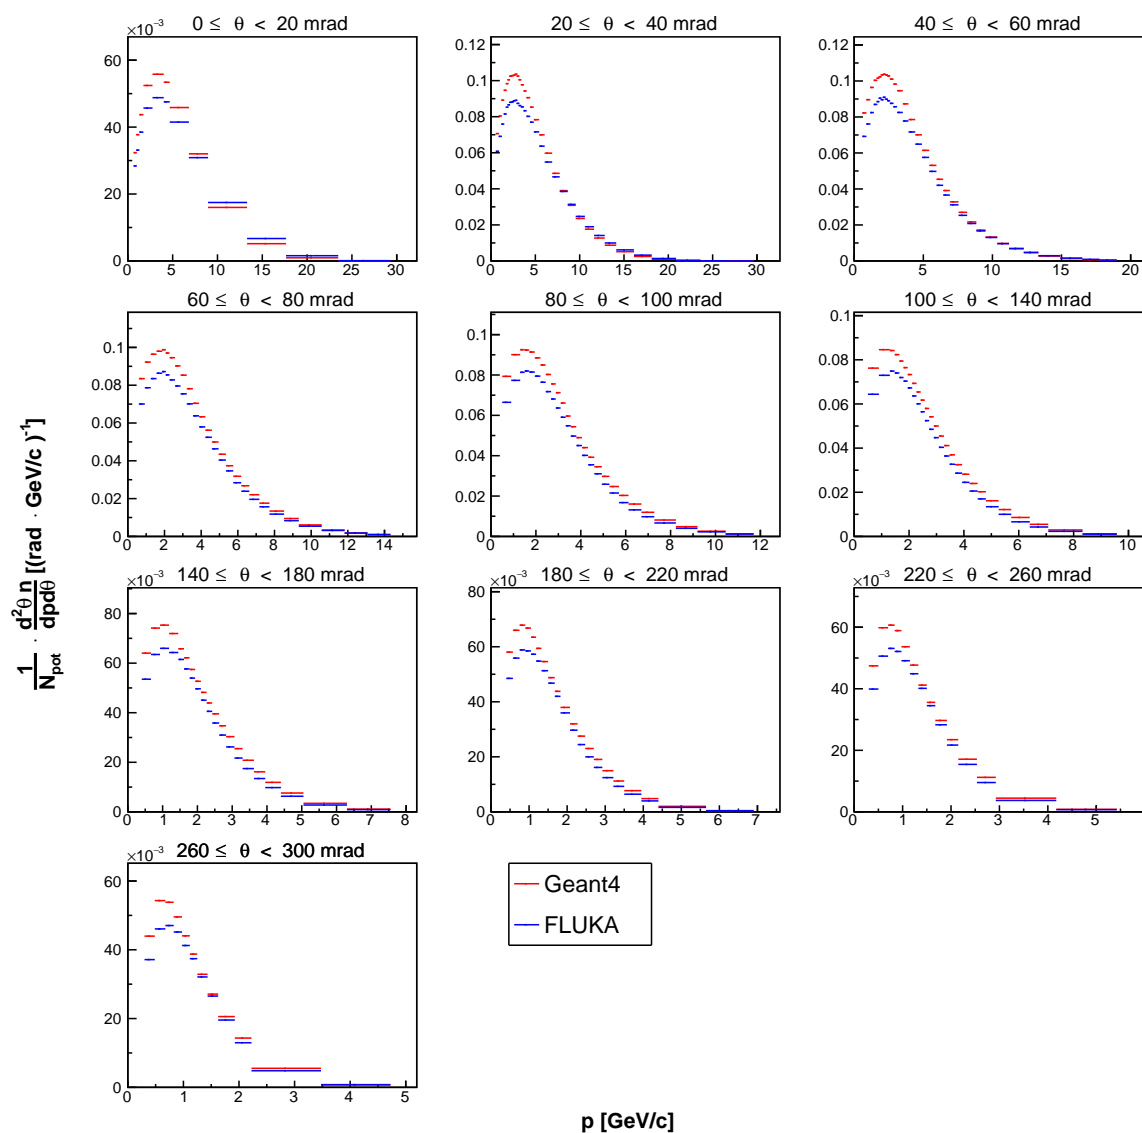 0 ≤ θ < 20 mrad
×10⁻³
60
40
20
0
0 5 10 15 20 25 30
20 ≤ θ < 40 mrad
0.12
0.1
0.08
0.06
0.04
0.02
0
0 5 10 15 20 25 30
40 ≤ θ < 60 mrad
0.12
0.1
0.08
0.06
0.04
0.02
0
0 5 10 15 20
60 ≤ θ < 80 mrad
0.1
0.08
0.06
0.04
0.02
0
0 2 4 6 8 10 12 14
80 ≤ θ < 100 mrad
0.1
0.08
0.06
0.04
0.02
0
0 2 4 6 8 10 12
100 ≤ θ < 140 mrad
0.1
0.08
0.06
0.04
0.02
0
0 2 4 6 8 10
1/Npot · d²θ n/dpdθ [(rad · GeV/c )⁻¹]
140 ≤ θ < 180 mrad
×10⁻³
80
60
40
20
0
0 1 2 3 4 5 6 7 8
180 ≤ θ < 220 mrad
×10⁻³
80
60
40
20
0
0 1 2 3 4 5 6 7
220 ≤ θ < 260 mrad
×10⁻³
60
40
20
0
0 1 2 3 4 5
260 ≤ θ < 300 mrad
×10⁻³
60
40
20
0
0 1 2 3 4 5
Geant4
FLUKA
p [GeV/c]